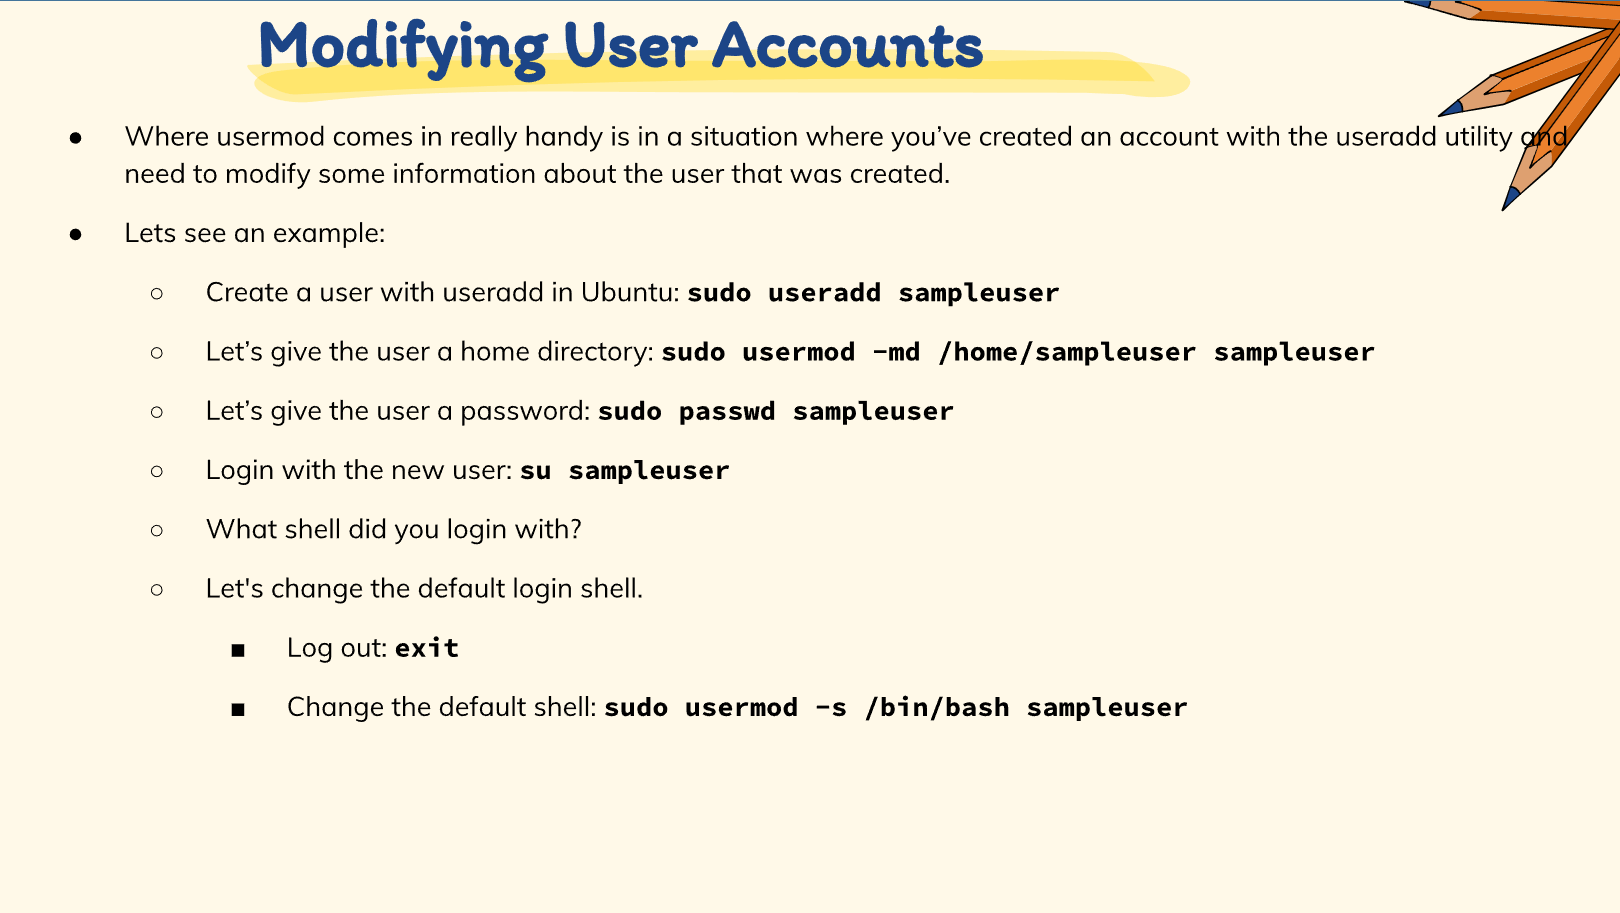 Modifying User Accounts
● Where usermod comes in really handy is in a situation where you’ve created an account with the useradd utility and
need to modify some information about the user that was created.
● Lets see an example:
○ Create a user with useradd in Ubuntu: sudo useradd sampleuser
○ Let’s give the user a home directory: sudo usermod -md /home/sampleuser sampleuser
○ Let’s give the user a password: sudo passwd sampleuser
○ Login with the new user: su sampleuser
○ What shell did you login with?
○ Let's change the default login shell.
■ Log out: exit
■ Change the default shell: sudo usermod -s /bin/bash sampleuser